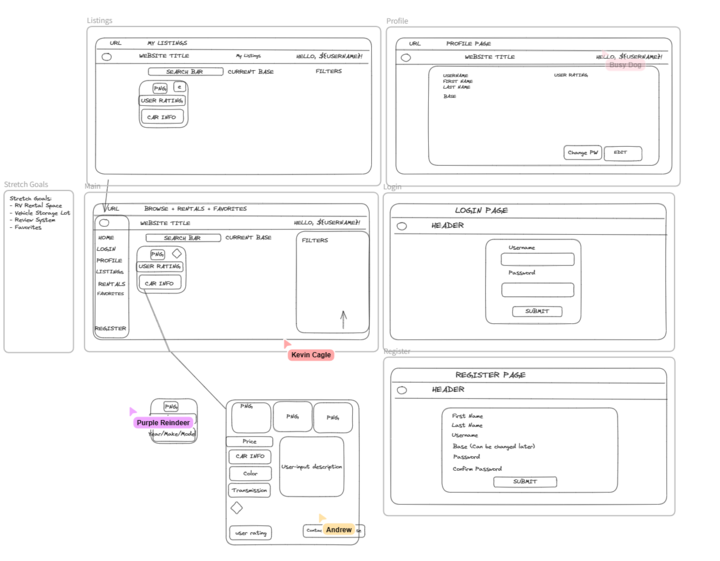 Listings
URL
MY LISTINGS
WEBSITE TITLE
My Listings
HELLO, ${USERNAME}!
SEARCH BAR
CURRENT BASE
FILTERS
PNG
e
USER RATING
CAR INFO
Profile
URL
PROFILE PAGE
WEBSITE TITLE
HELLO, ${USERNAME}!
Busy Dog
USERNAME
FIRST NAME
LAST NAME
BASE
USER RATING
Change PW
EDIT
Stretch Goals
Stretch Goals:
- RV Rental Space
- Vehicle Storage Lot
- Review System
- Favorites
Main
URL
BROWSE + RENTALS + FAVORITES
WEBSITE TITLE
HELLO, ${USERNAME}!
HOME
LOGIN
PROFILE
LISTINGS
RENTALS
FAVORITES
REGISTER
SEARCH BAR
CURRENT BASE
FILTERS
PNG
USER RATING
CAR INFO
Kevin Cagle
Login
LOGIN PAGE
HEADER
Username
Password
SUBMIT
Register
REGISTER PAGE
HEADER
First Name
Last Name
Username
Base (Can be changed later)
Password
Confirm Password
SUBMIT
PNG
Purple Reindeer
Year/Make/Model
PNG
PNG
PNG
Price
CAR INFO
Color
Transmission
User-input description
user rating
Andrew